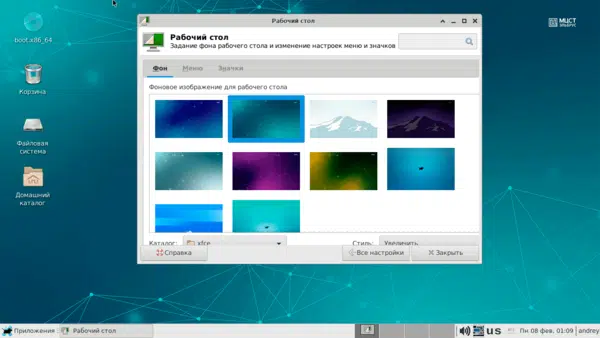 boot.x86_64
Корзина
Файловая
система
Домашний
каталог
МЦСТ
ЭЛЬБРУС
Рабочий стол
Рабочий стол
Задание фона рабочего стола и изменение настроек меню и значков
Фон Меню Значки
Фоновое изображение для рабочего стола
Каталог: xfce Стиль: Увеличить
Справка Все настройки Закрыть
Приложения Рабочий стол us Пн 08 фев, 01:09 andrey